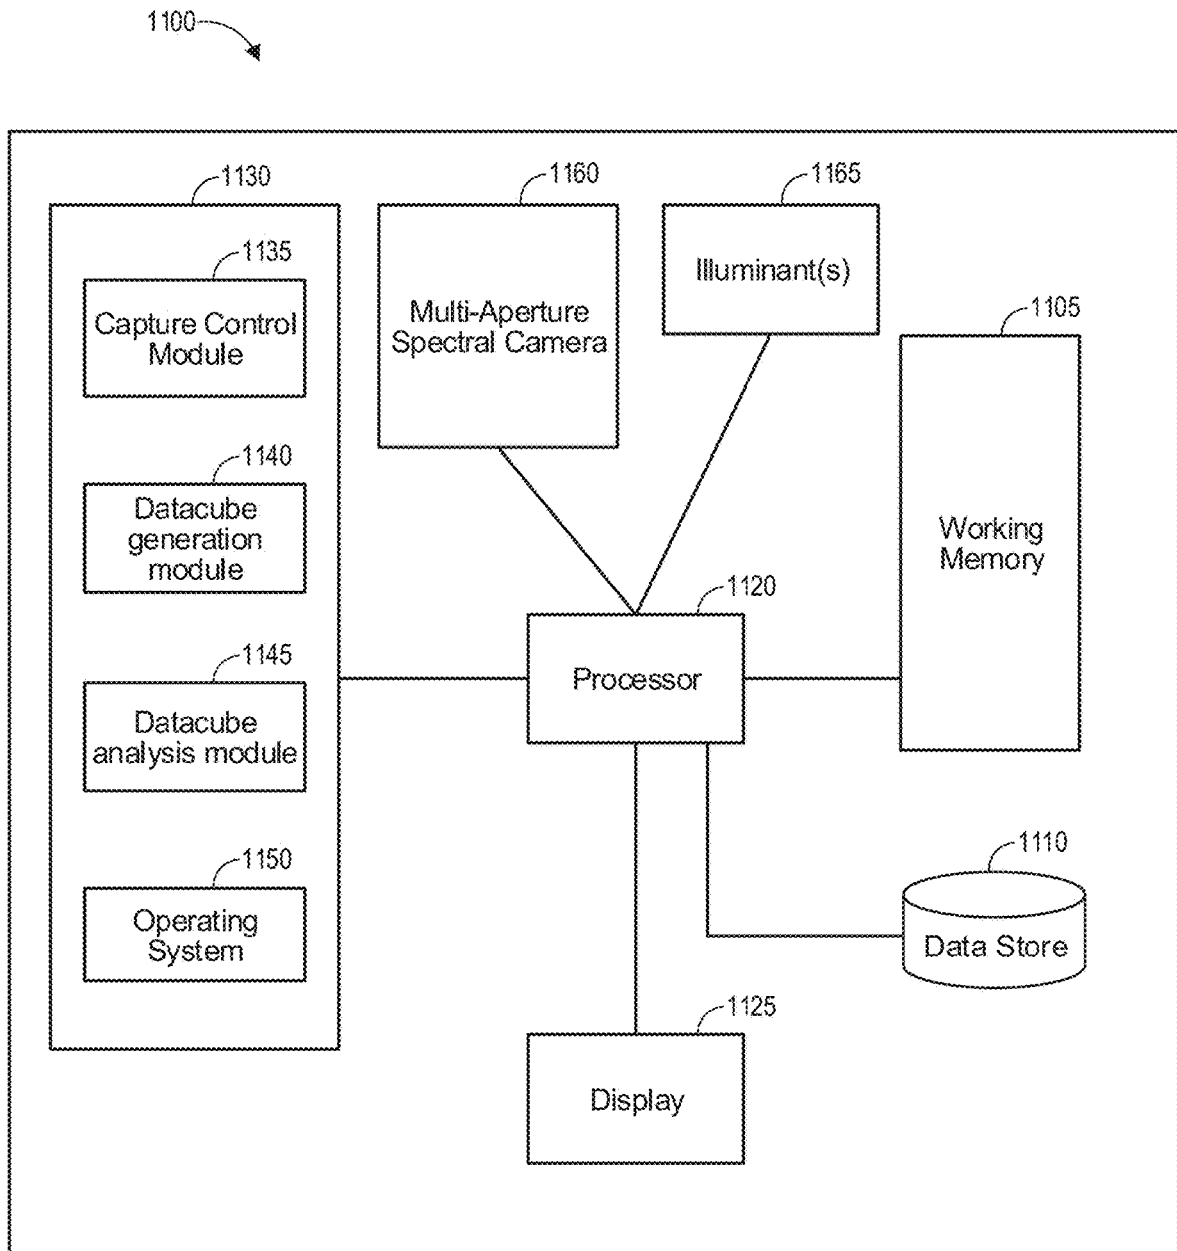 1100
1130
1160
1165
1135
Capture Control
Module
Multi-Aperture
Spectral Camera
Illuminant(s)
1105
1140
Datacube
generation
module
Working
Memory
1120
Processor
1145
Datacube
analysis module
1150
Operating
System
1110
Data Store
1125
Display